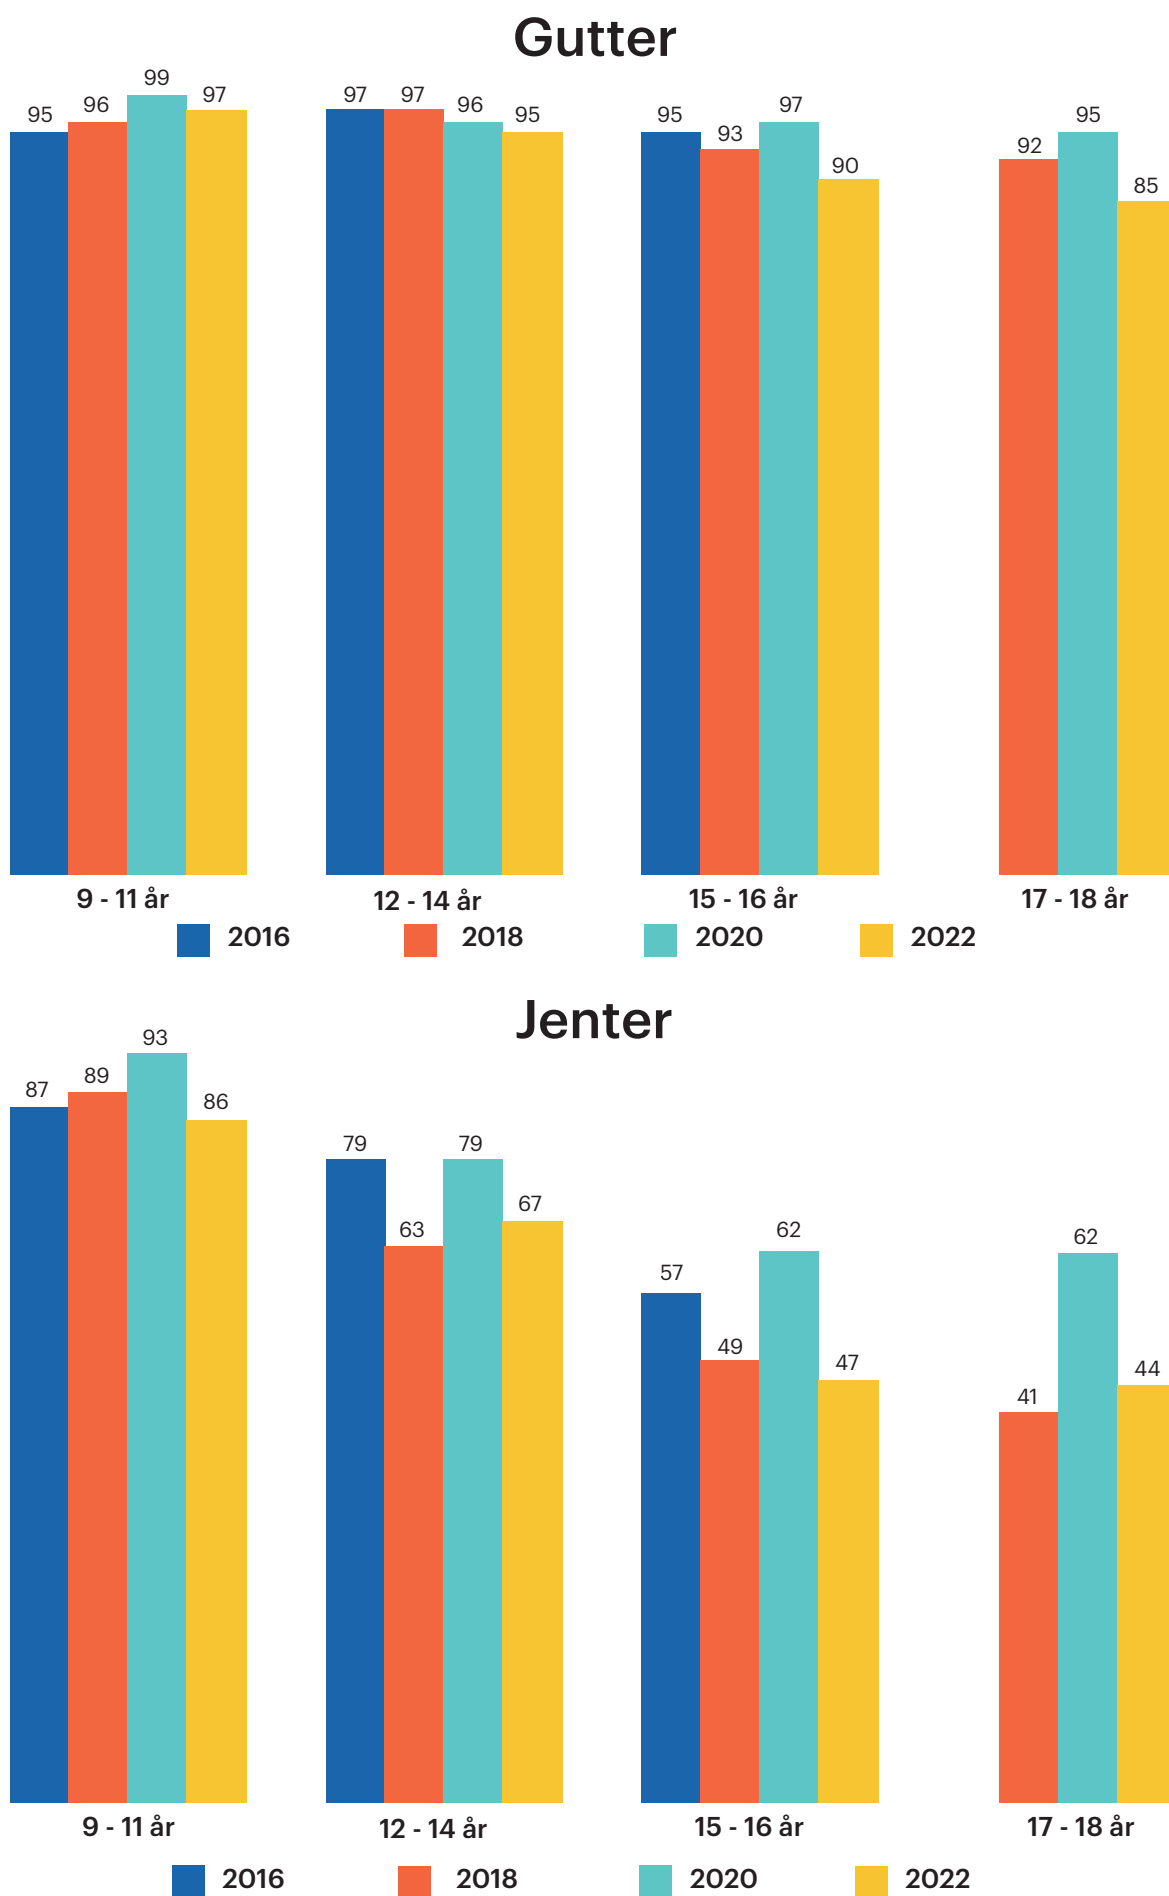 Gutter
95 96 99 97 97 97 96 95 95 93 97 90 92 95 85
9 - 11 år 12 - 14 år 15 - 16 år 17 - 18 år
2016 2018 2020 2022
Jenter
87 89 93 86 79 63 79 67 57 49 62 47 41 62 44
9 - 11 år 12 - 14 år 15 - 16 år 17 - 18 år
2016 2018 2020 2022